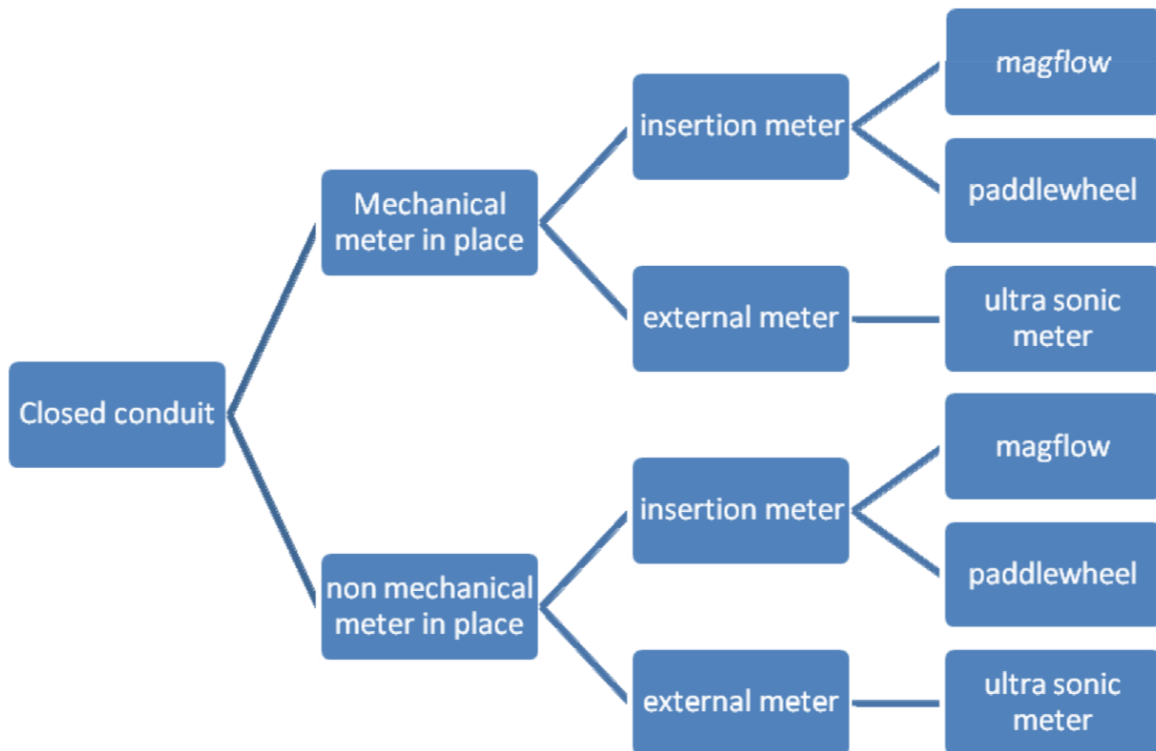 Closed conduit
Mechanical
meter in place
insertion meter
magflow
paddlewheel
external meter
ultra sonic
meter
non mechanical
meter in place
insertion meter
magflow
paddlewheel
external meter
ultra sonic
meter